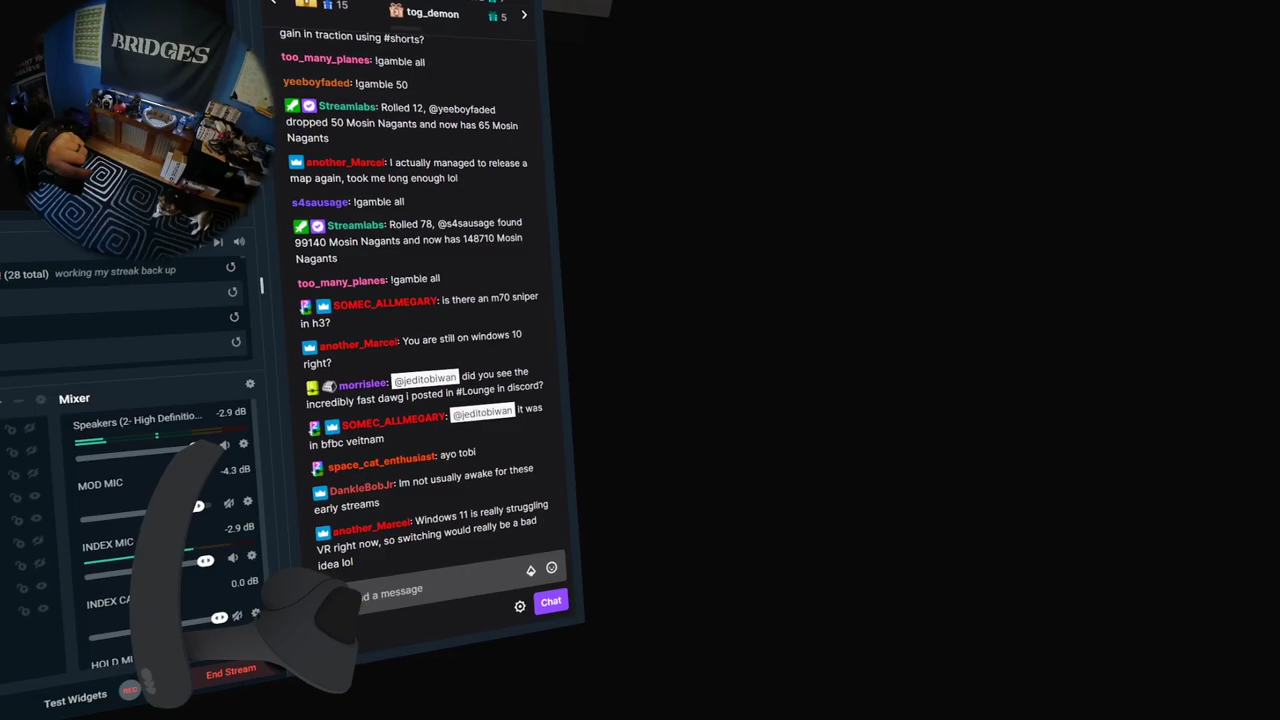 BRIDGES
15
tog_demon
5
gain in traction using #shorts?
too_many_planes: !gamble all
yeeboyfaded: !gamble 50
Streamlabs: Rolled 12, @yeeboyfaded
dropped 50 Mosin Nagants and now has 65 Mosin
Nagants
another_Marcel: I actually managed to release a
map again, took me long enough lol
s4sausage: !gamble all
Streamlabs: Rolled 78, @s4sausage found
99140 Mosin Nagants and now has 148710 Mosin
Nagants
too_many_planes: !gamble all
SOMEC_ALLMEGARY: is there an m70 sniper
in h3?
another_Marcel: You are still on windows 10
right?
morrislee: @jeditobiwan did you see the
incredibly fast dawg i posted in #Lounge in discord?
SOMEC_ALLMEGARY: @jeditobiwan it was
in bfbc veitnam
space_cat_enthusiast: ayo tobi
DankleBobJr: Im not usually awake for these
early streams
another_Marcel: Windows 11 is really struggling
VR right now, so switching would really be a bad
idea lol
d a message
Chat
(28 total) working my streak back up
Mixer
Speakers (2- High Definitio... -2.9 dB
-4.3 dB
MOD MIC
-2.9 dB
INDEX MIC
0.0 dB
INDEX CA
HOLD MU
End Stream
Test Widgets REC